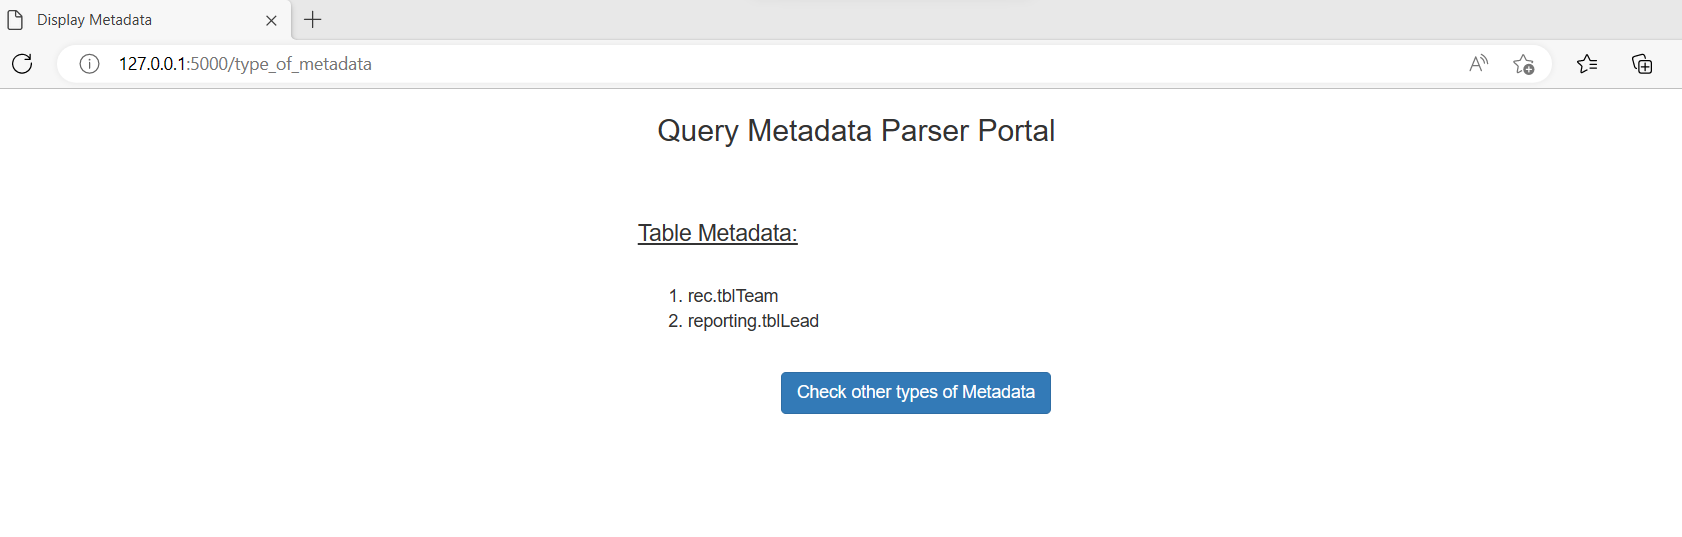 Display Metadata
127.0.0.1:5000/type_of_metadata
Query Metadata Parser Portal
Table Metadata:
1. rec.tblTeam
2. reporting.tblLead
Check other types of Metadata